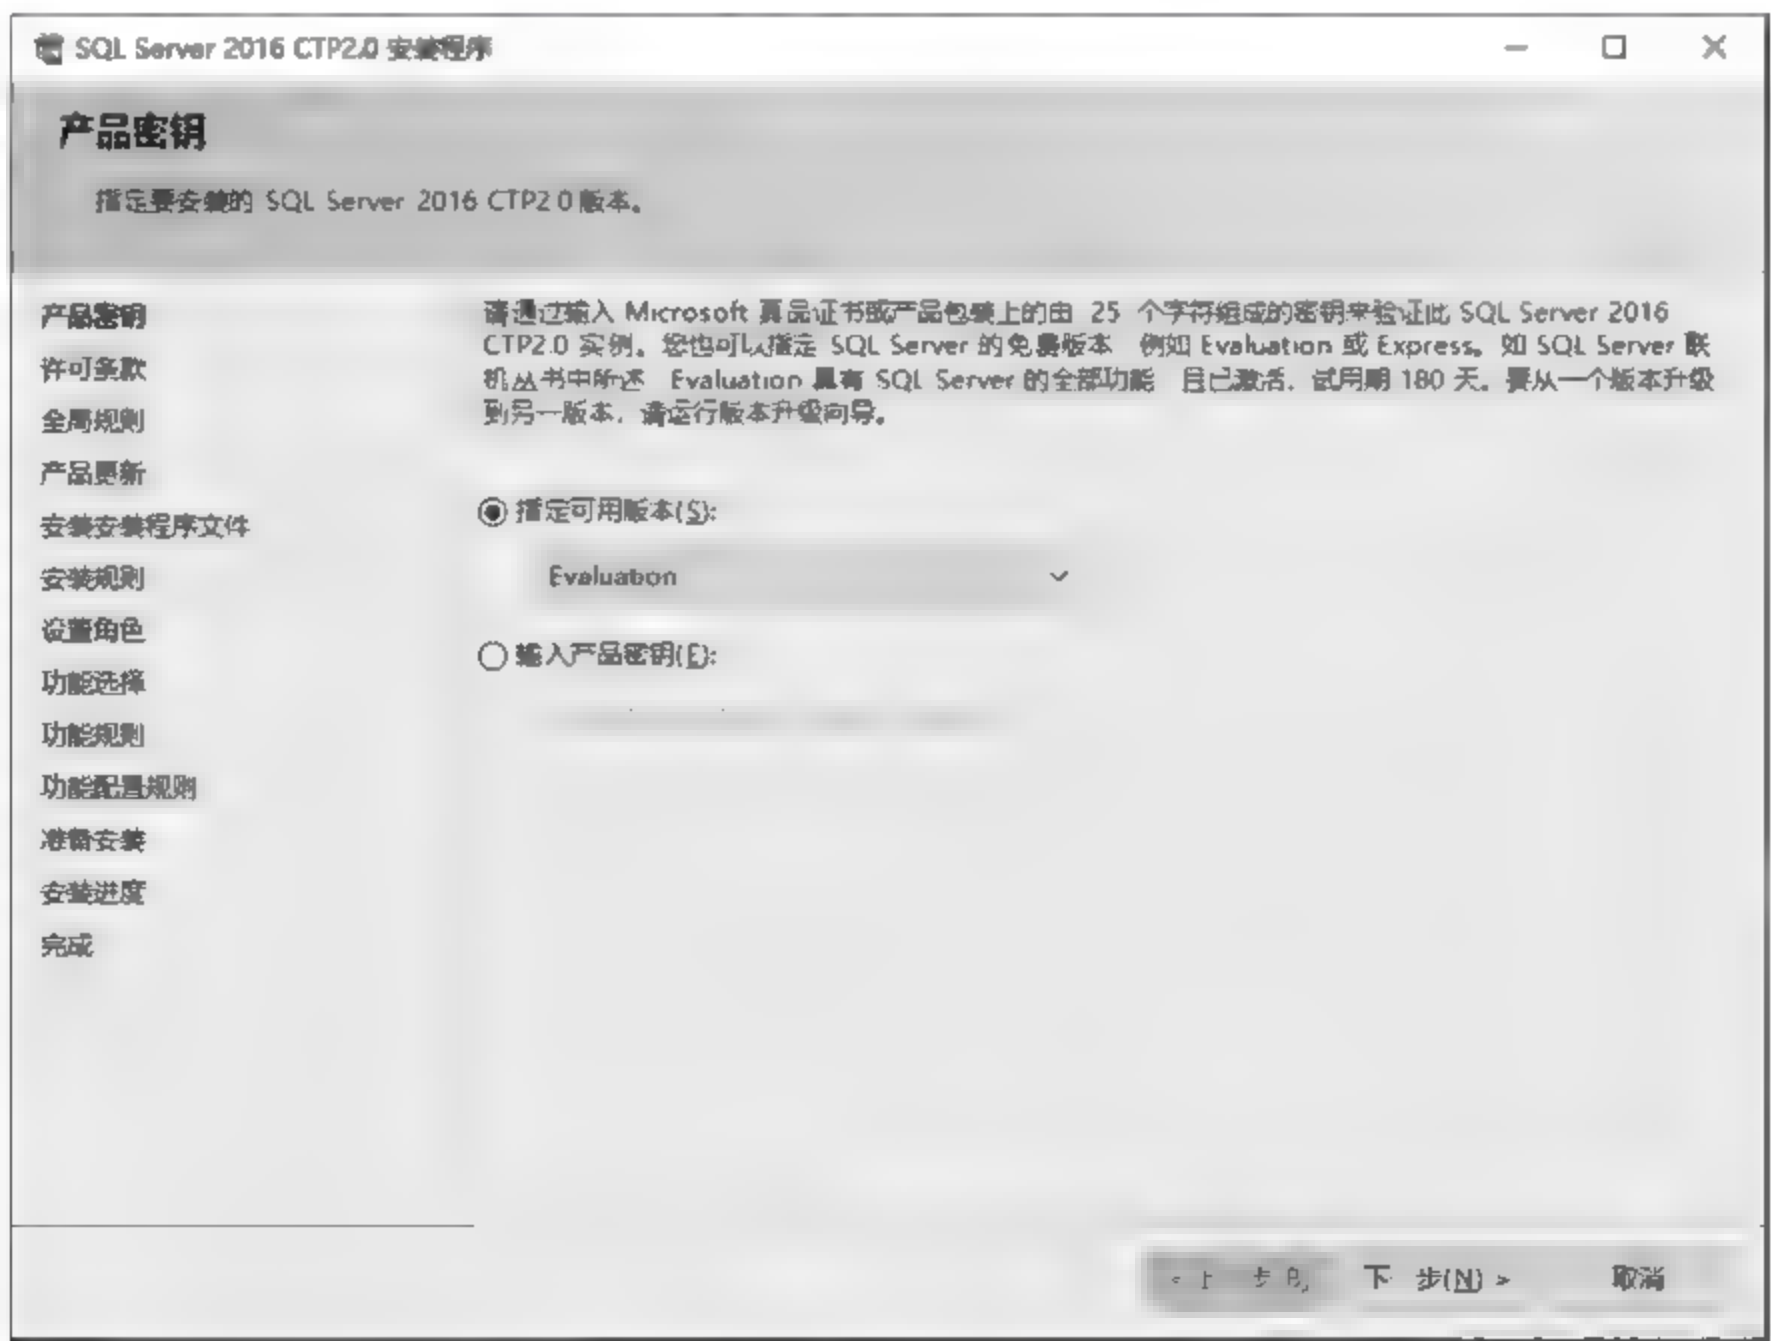 SQL Server 2016 CTP2.0 安装程序
产品密钥
指定要安装的 SQL Server 2016 CTP2.0 版本。
产品密钥
许可条款
全局规则
产品更新
安装安装程序文件
安装规则
设置角色
功能选择
功能规则
功能配置规则
准备安装
安装进度
完成
请通过输入 Microsoft 真品证书或产品包装上的由 25 个字符组成的密钥来验证此 SQL Server 2016
CTP2.0 实例。您也可以指定 SQL Server 的免费版本 例如 Evaluation 或 Express。如 SQL Server 联
机丛书中所述 Evaluation 具有 SQL Server 的全部功能 且已激活，试用期 180 天。要从一个版本升级
到另一版本，请运行版本升级向导。
指定可用版本(S):
Evaluation
输入产品密钥(E):
< 上一步(B) 下一步(N) > 取消